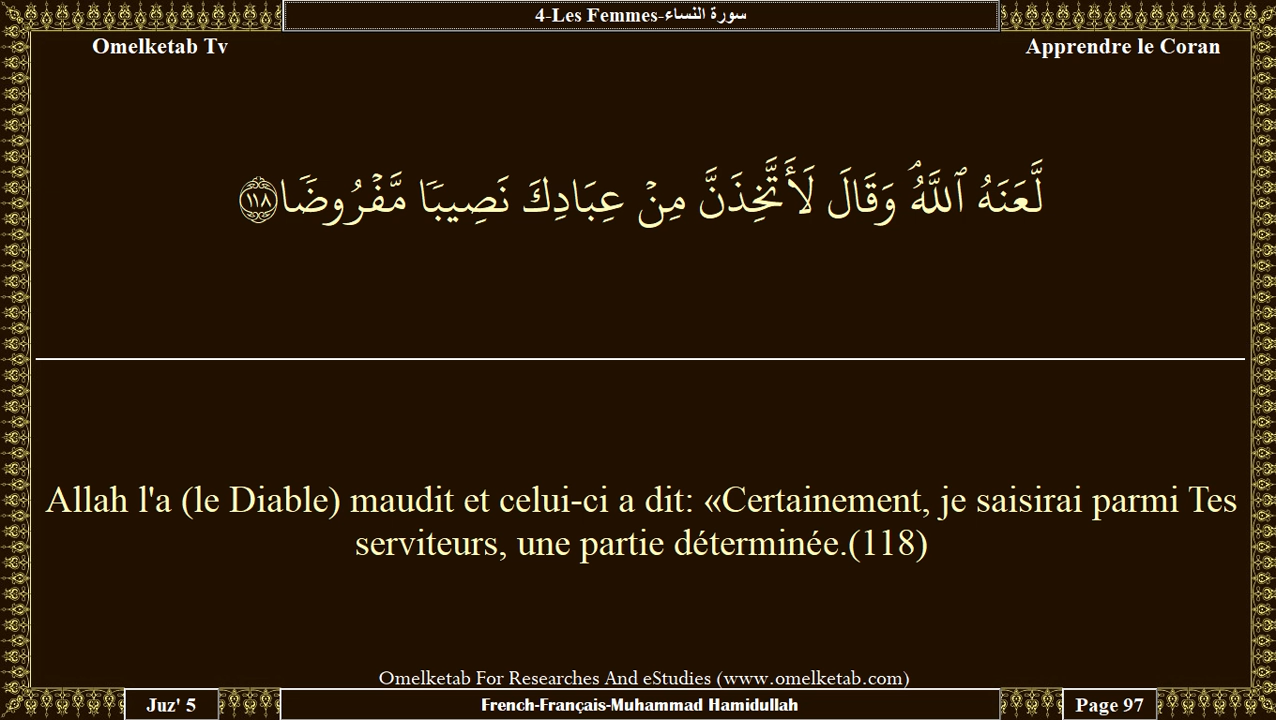 4-Les Femmes-سورة النساء
Omelketab Tv
Apprendre le Coran
لَّعَنَهُ ٱللَّهُۘ وَقَالَ لَأَتَّخِذَنَّ مِنۡ عِبَادِكَ نَصِيبٗا مَّفۡرُوضٗا ١١٨
Allah l'a (le Diable) maudit et celui-ci a dit: «Certainement, je saisirai parmi Tes
serviteurs, une partie déterminée.(118)
Omelketab For Researches And eStudies (www.omelketab.com)
Juz' 5
French-Français-Muhammad Hamidullah
Page 97